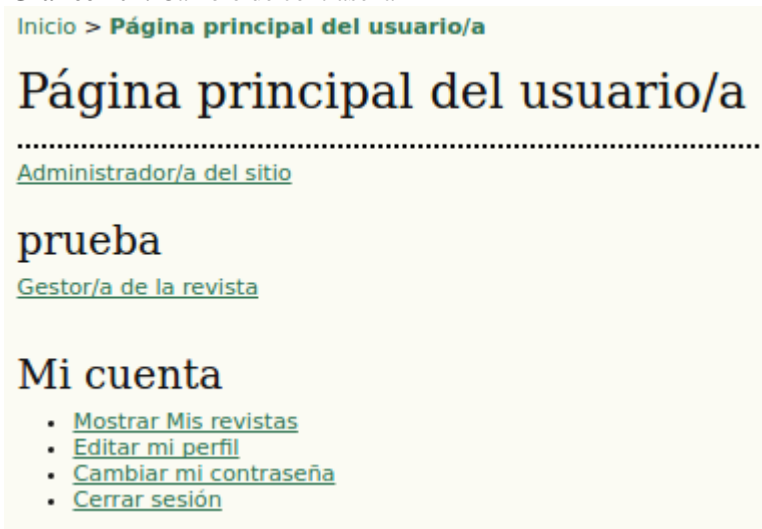 Inicio > Página principal del usuario/a
Página principal del usuario/a
Administrador/a del sitio
prueba
Gestor/a de la revista
Mi cuenta
Mostrar Mis revistas
Editar mi perfil
Cambiar mi contraseña
Cerrar sesión